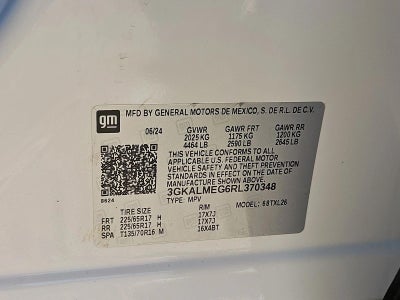 gm
MFD BY GENERAL MOTORS DE MEXICO, S. DE R.L. DE C.V.
06/24 GVWR GAWR FRT GAWR RR
2025 KG 1175 KG 1200 KG
4464 LB 2590 LB 2645 LB
THIS VEHICLE CONFORMS TO ALL
APPLICABLE U.S. FEDERAL MOTOR
VEHICLE SAFETY AND THEFT PREVENTION
STANDARDS IN EFFECT ON THE DATE OF
MANUFACTURE SHOWN ABOVE.
3GKALMEG6RL370348
0624
TYPE: MPV MODEL: 68TXL26
TIRE SIZE RIM
FRT 225/65R17 H 17X7J
RR 225/65R17 H 17X7J
SPA T135/70R16 M 16X4BT